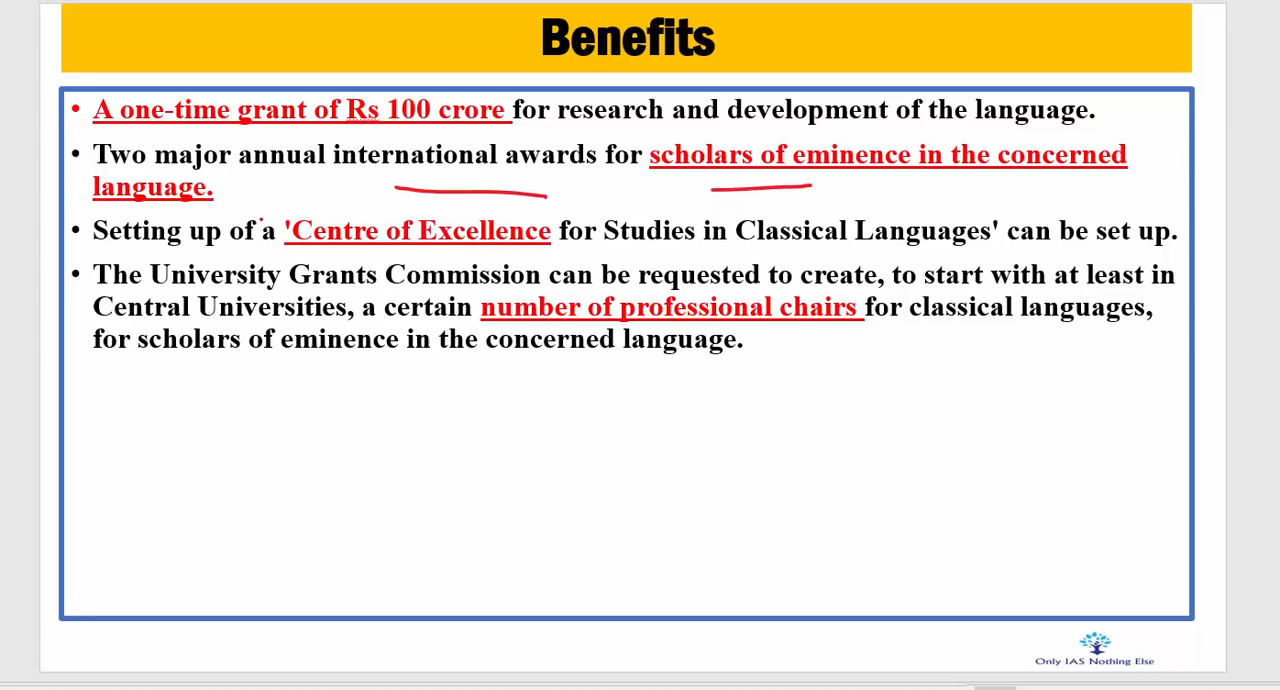 Benefits
• A one-time grant of Rs 100 crore for research and development of the language.
• Two major annual international awards for scholars of eminence in the concerned
language.
• Setting up of a 'Centre of Excellence for Studies in Classical Languages' can be set up.
• The University Grants Commission can be requested to create, to start with at least in
Central Universities, a certain number of professional chairs for classical languages,
for scholars of eminence in the concerned language.
Only IAS Nothing Else